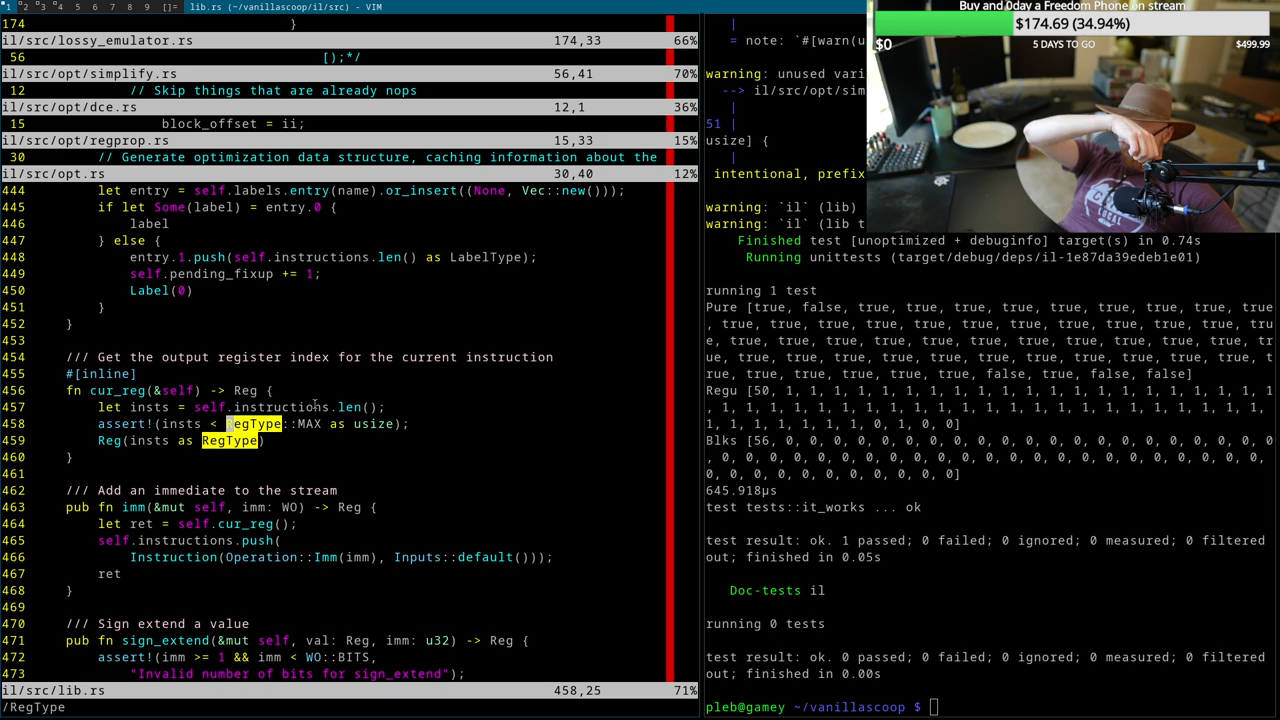 1 2 3 4 5 6 7 8 9 []= lib.rs (~/vanillascoop/il/src) - VIM
174 }
il/src/lossy_emulator.rs 174,33 66%
56 [);*/
il/src/opt/simplify.rs 56,41 70%
12 // Skip things that are already nops
il/src/opt/dce.rs 12,1 36%
15 block_offset = ii;
il/src/opt/regprop.rs 15,33 15%
30 // Generate optimization data structure, caching information about the
il/src/opt.rs 30,40 12%
444 let entry = self.labels.entry(name).or_insert((None, Vec::new()));
445 if let Some(label) = entry.0 {
446 label
447 } else {
448 entry.1.push(self.instructions.len() as LabelType);
449 self.pending_fixup += 1;
450 Label(0)
451 }
452 }
453
454 /// Get the output register index for the current instruction
455 #[inline]
456 fn cur_reg(&self) -> Reg {
457 let insts = self.instructions.len();
458 assert!(insts < RegType::MAX as usize);
459 Reg(insts as RegType)
460 }
461
462 /// Add an immediate to the stream
463 pub fn imm(&mut self, imm: WO) -> Reg {
464 let ret = self.cur_reg();
465 self.instructions.push(
466 Instruction(Operation::Imm(imm), Inputs::default()));
467 ret
468 }
469
470 /// Sign extend a value
471 pub fn sign_extend(&mut self, val: Reg, imm: u32) -> Reg {
472 assert!(imm >= 1 && imm < WO::BITS,
473 "Invalid number of bits for sign_extend");
il/src/lib.rs 458,25 71%
/RegType
|
= note: `#[warn(u
warning: unused vari
--> il/src/opt/sim
|
51 |
usize] {
|
intentional, prefix
warning: `il` (lib)
warning: `il` (lib t
Finished test [unoptimized + debuginfo] target(s) in 0.74s
Running unittests (target/debug/deps/il-1e87da39edeb1e01)
running 1 test
Pure [true, false, true, true, true, true, true, true, true, true
, true, true, true, true, true, true, true, true, true, true, tr
ue, true, true, true, true, true, true, true, true, true, true, t
rue, true, true, true, true, true, true, true, true, true, true, 
ue, true, true, true, true, true, true, true, true, true, true, t
rue, true, true, true, true, false, true, false, false]
Regu [50, 1, 1, 1, 1, 1, 1, 1, 1, 1, 1, 1, 1, 1, 1, 1, 1, 1, 1, 1
, 1, 1, 1, 1, 1, 1, 1, 1, 1, 1, 1, 1, 1, 1, 1, 1, 1, 1, 1, 1, 1, 
1, 1, 1, 1, 1, 1, 1, 1, 1, 1, 0, 1, 0, 0]
Blks [56, 0, 0, 0, 0, 0, 0, 0, 0, 0, 0, 0, 0, 0, 0, 0, 0, 0, 0, 0
, 0, 0, 0, 0, 0, 0, 0, 0, 0, 0, 0, 0, 0, 0, 0, 0, 0, 0, 0, 0, 0, 
0, 0, 0, 0, 0, 0, 0, 0, 0, 0]
645.918µs
test tests::it_works ... ok
test result: ok. 1 passed; 0 failed; 0 ignored; 0 measured; 0 filtered
out; finished in 0.05s
Doc-tests il
running 0 tests
test result: ok. 0 passed; 0 failed; 0 ignored; 0 measured; 0 filtered
out; finished in 0.00s
pleb@gamey ~/vanillascoop $
Buy and 0day a Freedom Phone on stream
$174.69 (34.94%)
$0 5 DAYS TO GO $499.99
LOCAL